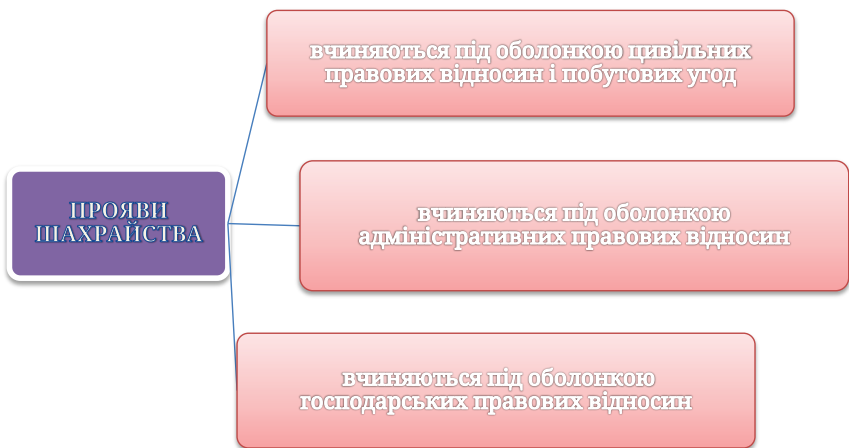 вчиняються під оболонкою цивільних
правових відносин і побутових угод
ПРОЯВИ
ШАХРАЙСТВА
вчиняються під оболонкою
адміністративних правових відносин
вчиняються під оболонкою
господарських правових відносин